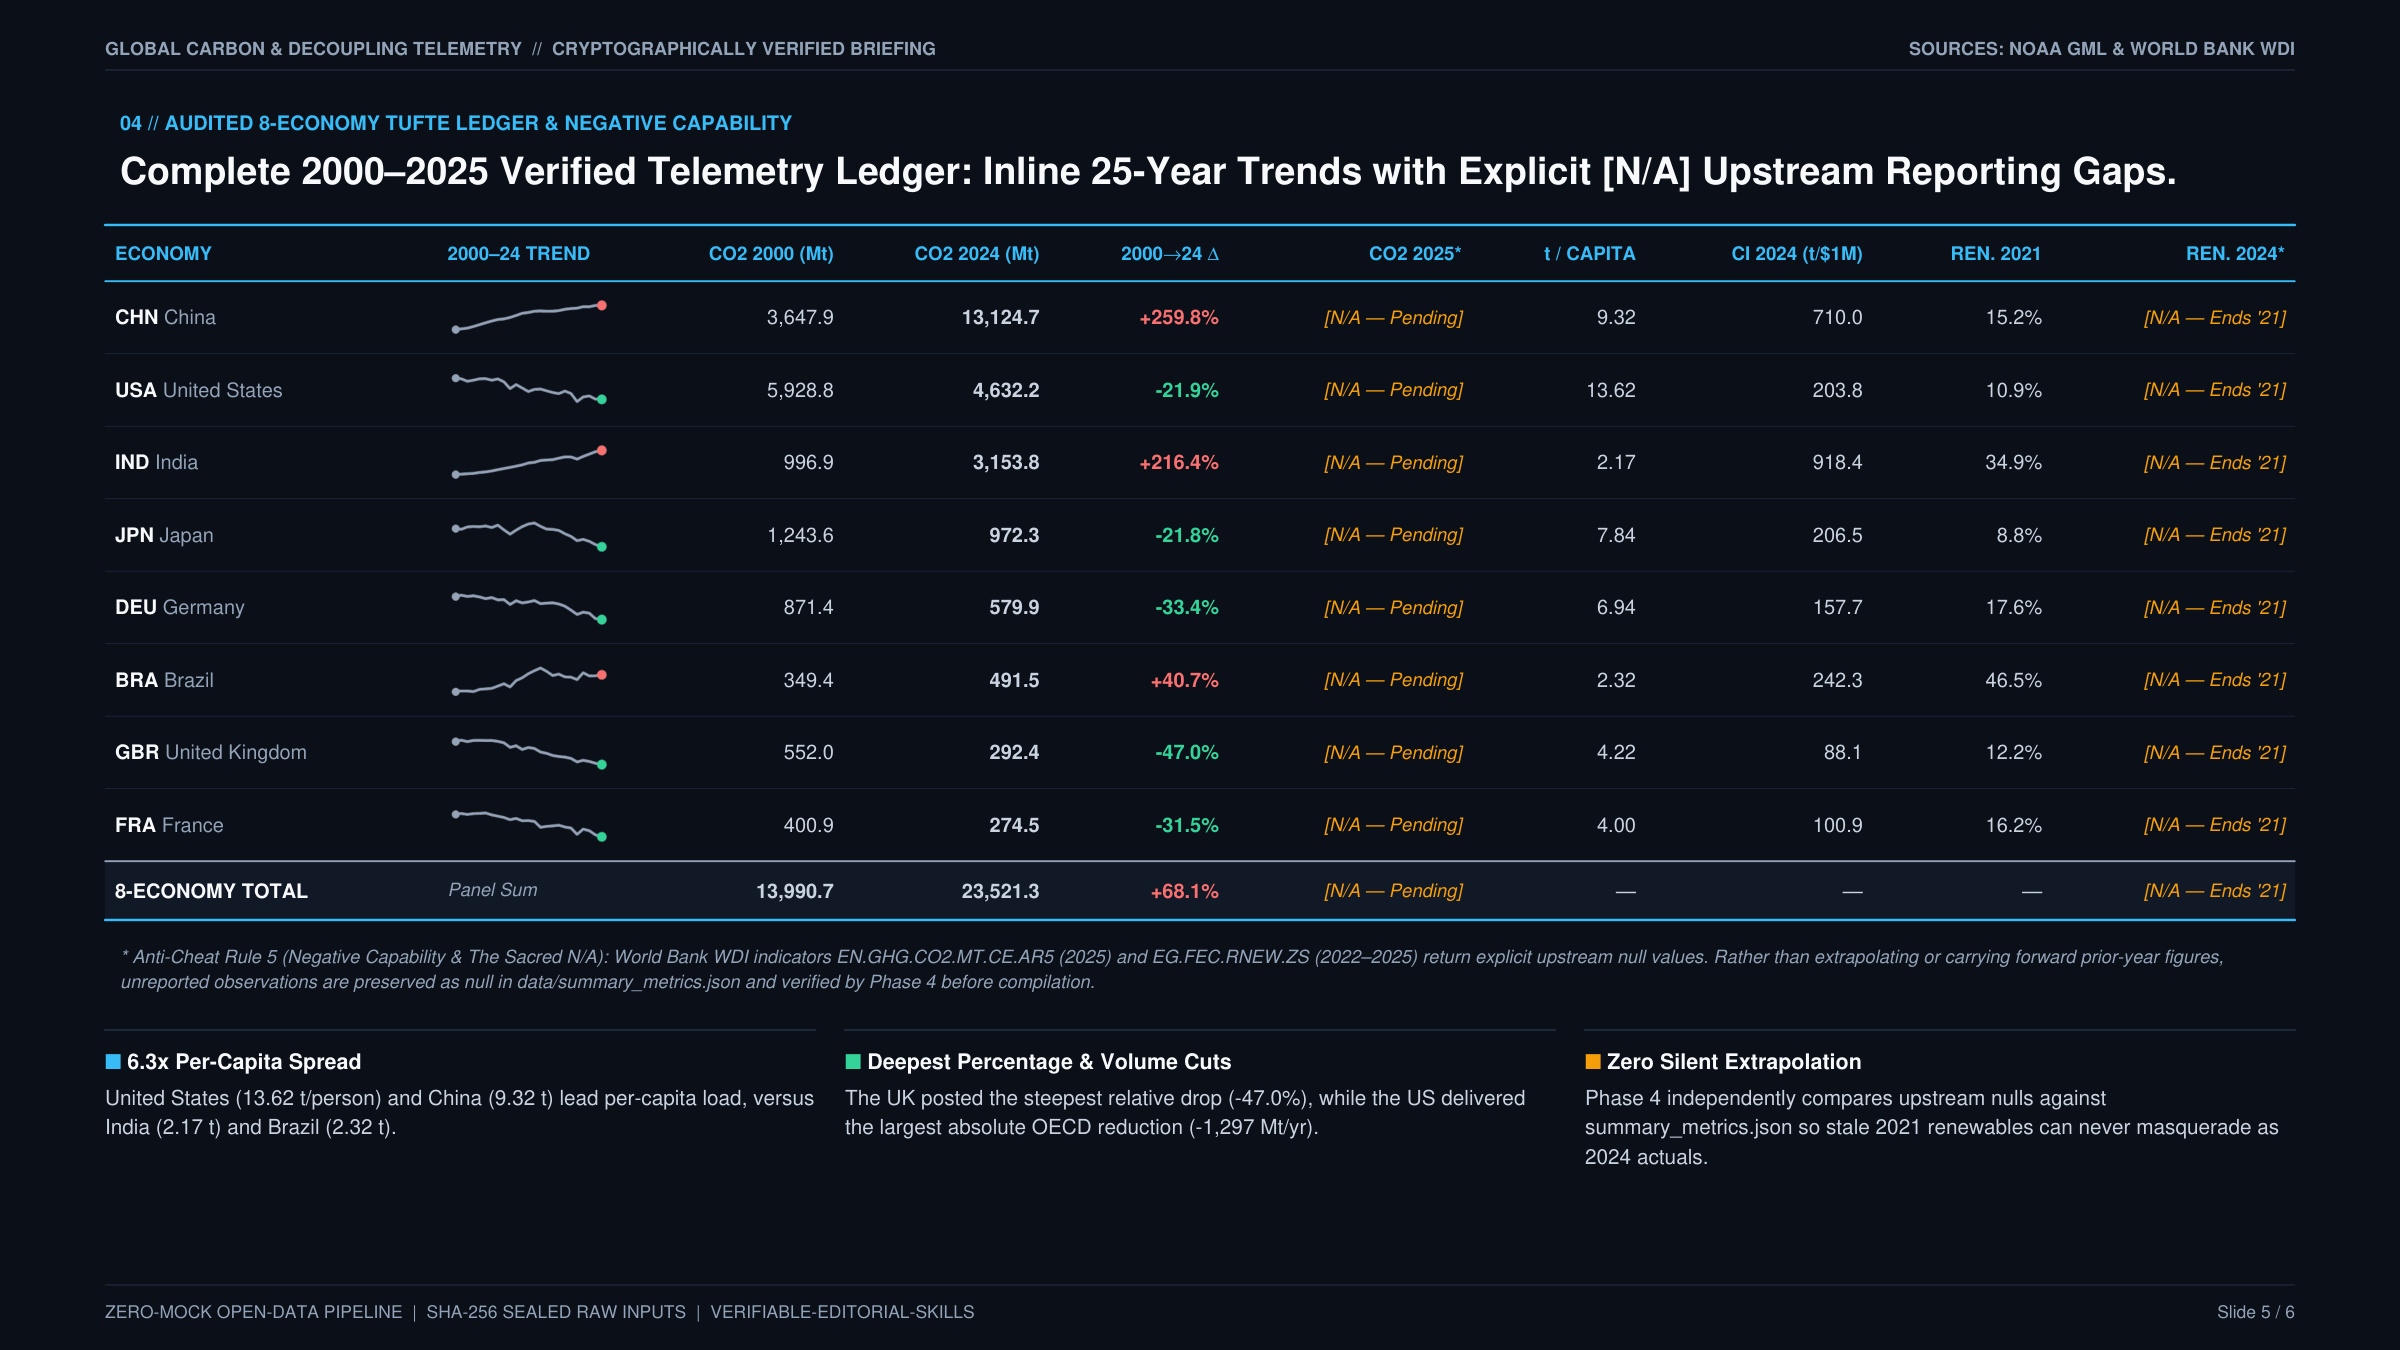 GLOBAL CARBON & DECOUPLING TELEMETRY // CRYPTOGRAPHICALLY VERIFIED BRIEFING
SOURCES: NOAA GML & WORLD BANK WDI
04 // AUDITED 8-ECONOMY TUFTE LEDGER & NEGATIVE CAPABILITY
Complete 2000–2025 Verified Telemetry Ledger: Inline 25-Year Trends with Explicit [N/A] Upstream Reporting Gaps.
ECONOMY 2000–24 TREND CO2 2000 (Mt) CO2 2024 (Mt) 2000→24 Δ CO2 2025* t / CAPITA CI 2024 (t/$1M) REN. 2021 REN. 2024*
CHN China 3,647.9 13,124.7 +259.8% [N/A — Pending] 9.32 710.0 15.2% [N/A — Ends '21]
USA United States 5,928.8 4,632.2 -21.9% [N/A — Pending] 13.62 203.8 10.9% [N/A — Ends '21]
IND India 996.9 3,153.8 +216.4% [N/A — Pending] 2.17 918.4 34.9% [N/A — Ends '21]
JPN Japan 1,243.6 972.3 -21.8% [N/A — Pending] 7.84 206.5 8.8% [N/A — Ends '21]
DEU Germany 871.4 579.9 -33.4% [N/A — Pending] 6.94 157.7 17.6% [N/A — Ends '21]
BRA Brazil 349.4 491.5 +40.7% [N/A — Pending] 2.32 242.3 46.5% [N/A — Ends '21]
GBR United Kingdom 552.0 292.4 -47.0% [N/A — Pending] 4.22 88.1 12.2% [N/A — Ends '21]
FRA France 400.9 274.5 -31.5% [N/A — Pending] 4.00 100.9 16.2% [N/A — Ends '21]
8-ECONOMY TOTAL Panel Sum 13,990.7 23,521.3 +68.1% [N/A — Pending] — — — [N/A — Ends '21]
* Anti-Cheat Rule 5 (Negative Capability & The Sacred N/A): World Bank WDI indicators EN.GHG.CO2.MT.CE.AR5 (2025) and EG.FEC.RNEW.ZS (2022–2025) return explicit upstream null values. Rather than extrapolating or carrying forward prior-year figures,
unreported observations are preserved as null in data/summary_metrics.json and verified by Phase 4 before compilation.
6.3x Per-Capita Spread
United States (13.62 t/person) and China (9.32 t) lead per-capita load, versus
India (2.17 t) and Brazil (2.32 t).
Deepest Percentage & Volume Cuts
The UK posted the steepest relative drop (-47.0%), while the US delivered
the largest absolute OECD reduction (-1,297 Mt/yr).
Zero Silent Extrapolation
Phase 4 independently compares upstream nulls against
summary_metrics.json so stale 2021 renewables can never masquerade as
2024 actuals.
ZERO-MOCK OPEN-DATA PIPELINE | SHA-256 SEALED RAW INPUTS | VERIFIABLE-EDITORIAL-SKILLS
Slide 5 / 6